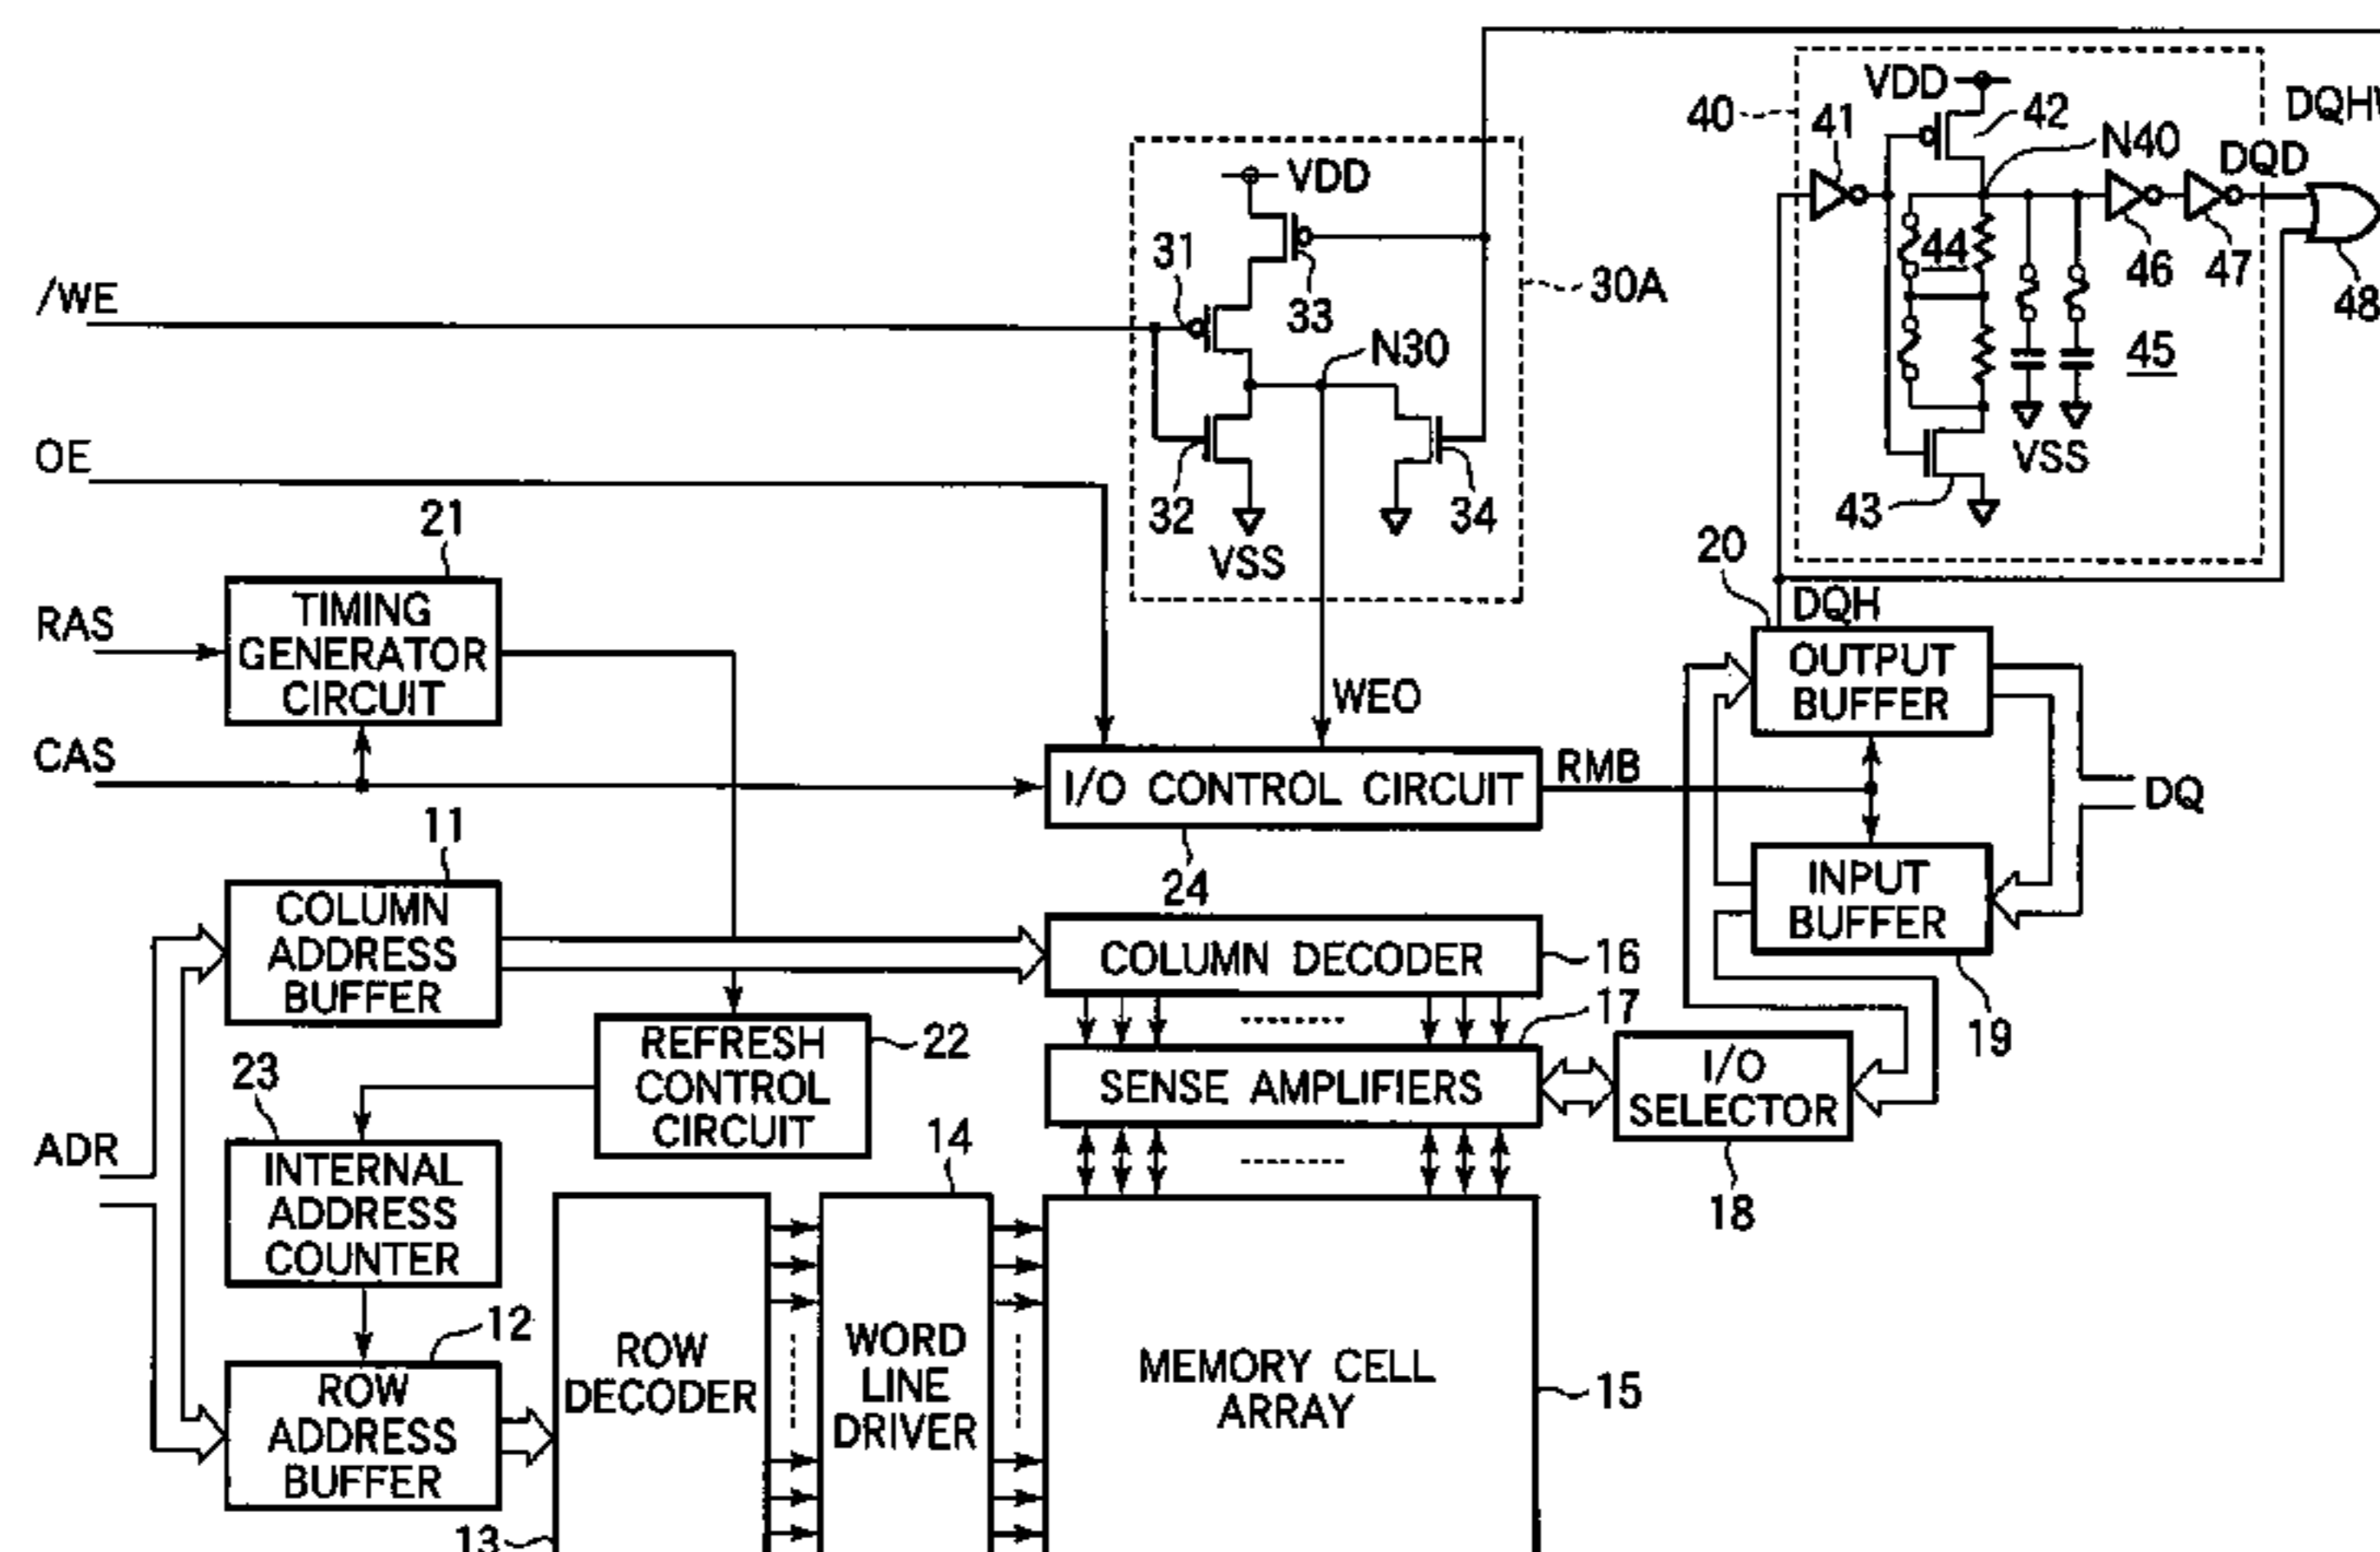 VDD
40
41
42
DQHW
N40
DQD
VDD
31
33
30A
44
46
47
48
/WE
N30
45
OE
32
34
VSS
VSS
43
21
20
RAS
TIMING
GENERATOR
CIRCUIT
DQH
OUTPUT
BUFFER
WEO
CAS
I/O CONTROL CIRCUIT
RMB
DQ
11
24
INPUT
BUFFER
COLUMN
ADDRESS
BUFFER
COLUMN DECODER
16
17
19
REFRESH
CONTROL
CIRCUIT
22
23
SENSE AMPLIFIERS
I/O
SELECTOR
14
18
ADR
INTERNAL
ADDRESS
COUNTER
12
ROW
DECODER
WORD
LINE
DRIVER
MEMORY CELL
ARRAY
15
ROW
ADDRESS
BUFFER
13